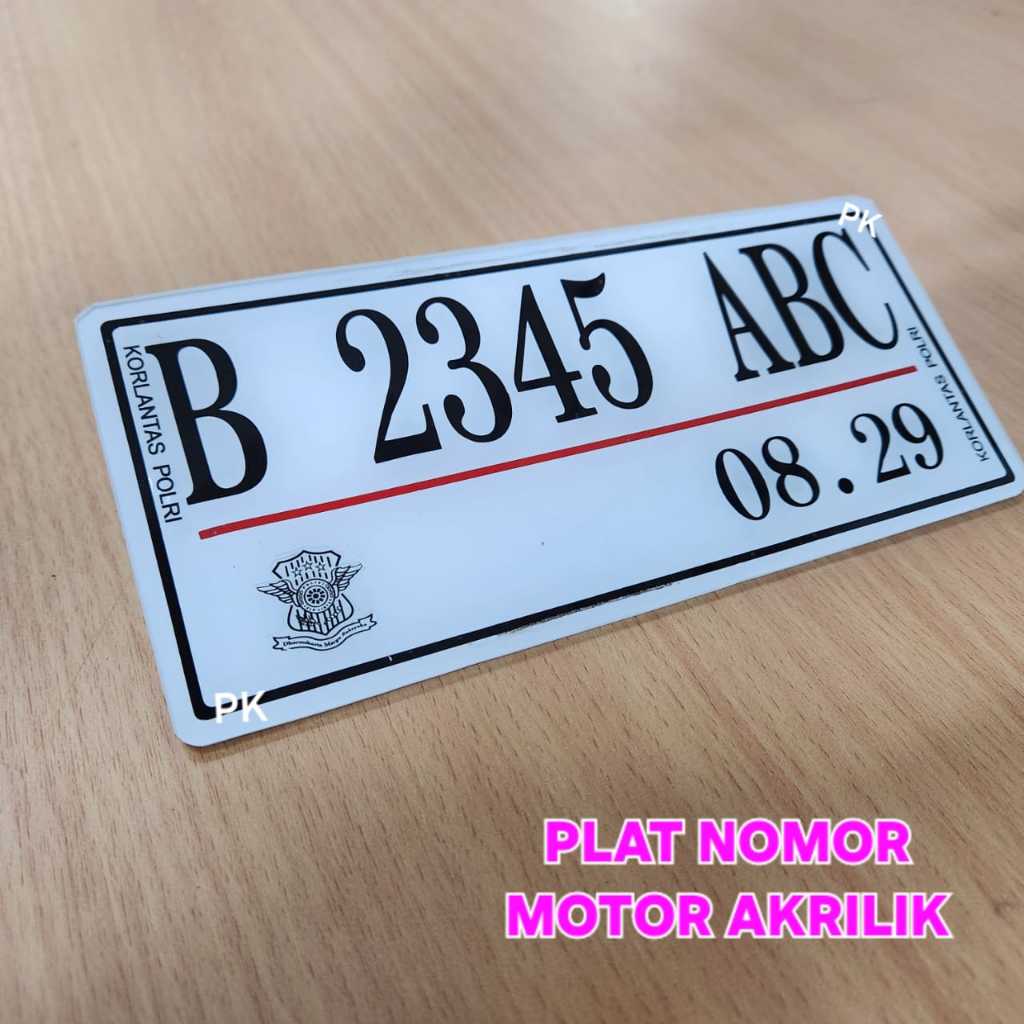 PK
B 2345 ABC
KORLANTAS POLRI
KORLANTAS POLRI
08.29
PK
PLAT NOMOR
MOTOR AKRILIK